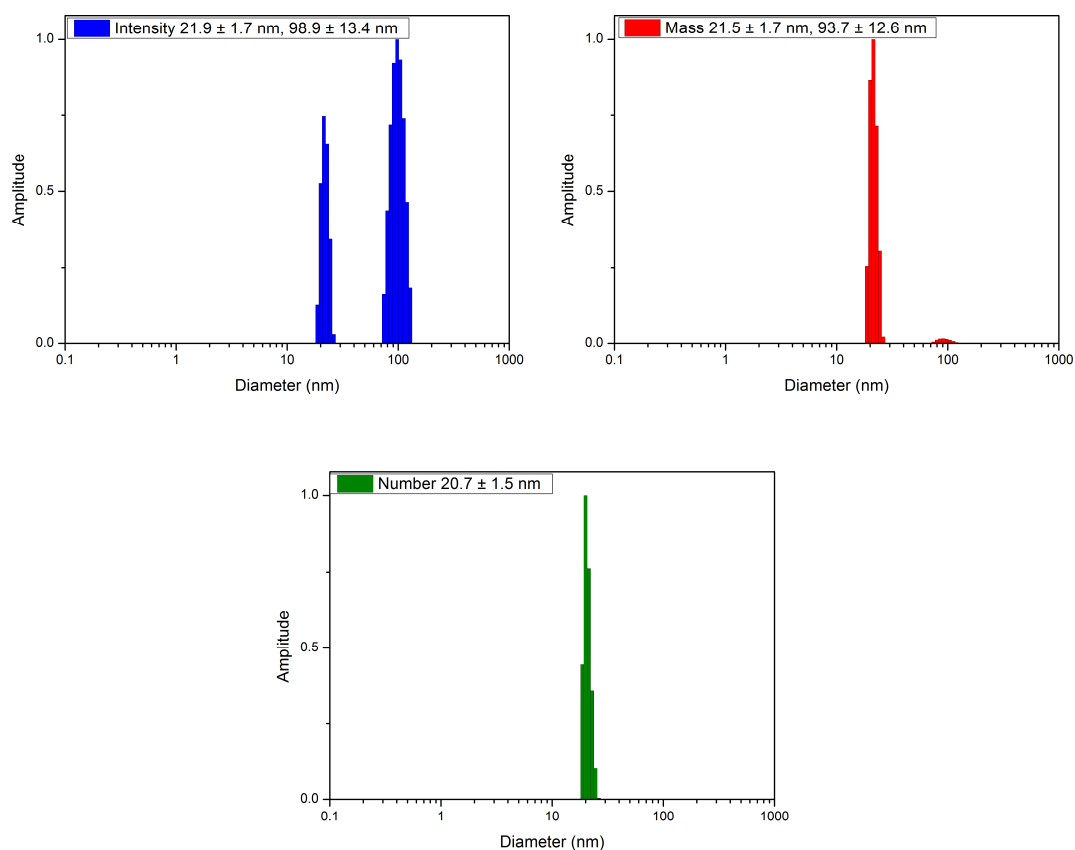 Intensity 21.9 ± 1.7 nm, 98.9 ± 13.4 nm
1.0
0.5
0.0
Amplitude
0.1 1 10 100 1000
Diameter (nm)
Mass 21.5 ± 1.7 nm, 93.7 ± 12.6 nm
1.0
0.5
0.0
Amplitude
0.1 1 10 100 1000
Diameter (nm)
Number 20.7 ± 1.5 nm
1.0
0.5
0.0
Amplitude
0.1 1 10 100 1000
Diameter (nm)